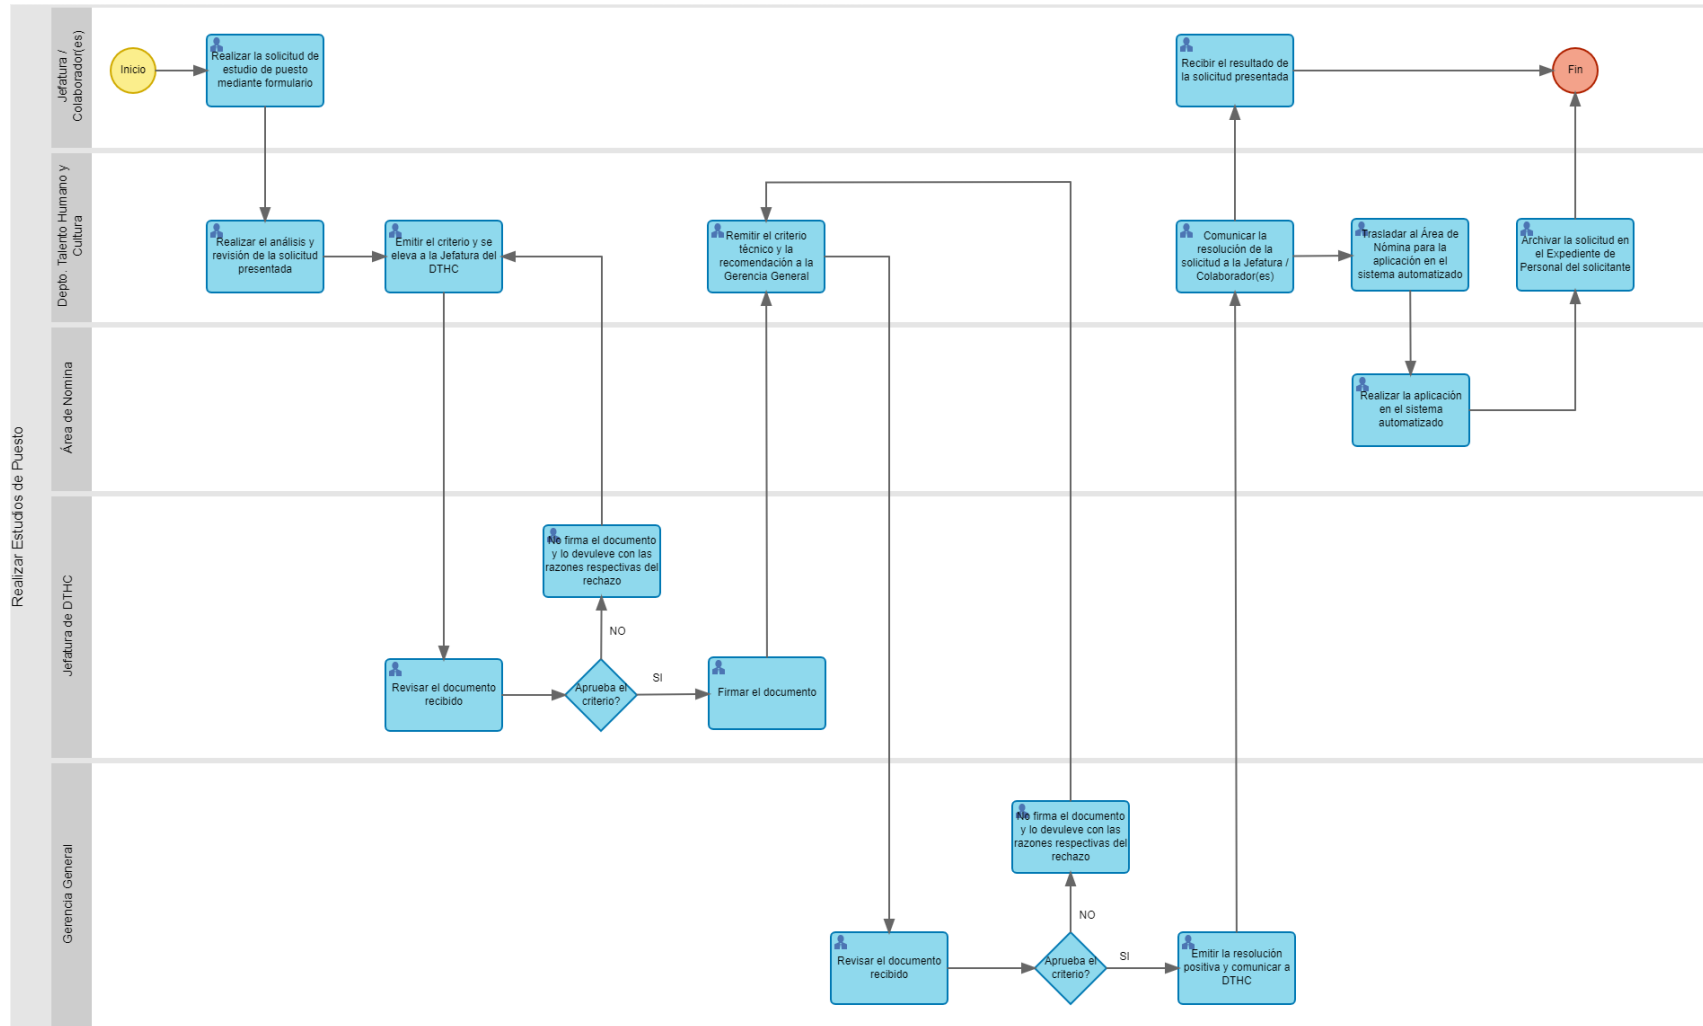 Realizar Estudios de Puesto
Jefatura /
Colaborador(es)
Inicio
Realizar la solicitud de
estudio de puesto
mediante formulario
Recibir el resultado de
la solicitud presentada
Fin
Depto. Talento Humano y
Cultura
Realizar el análisis y
revisión de la solicitud
presentada
Emitir el criterio y se
eleva a la Jefatura del
DTHC
Remitir el criterio
técnico y la
recomendación a la
Gerencia General
Comunicar la
resolución de la
solicitud a la Jefatura /
Colaborador(es)
Trasladar al Área de
Nómina para la
aplicación en el
sistema automatizado
Archivar la solicitud en
el Expediente de
Personal del solicitante
Área de Nomina
Realizar la aplicación
en el sistema
automatizado
Jefatura de DTHC
No firma el documento
y lo devuleve con las
razones respectivas del
rechazo
NO
Revisar el documento
recibido
Aprueba el
criterio?
SI
Firmar el documento
Gerencia General
No firma el documento
y lo devuleve con las
razones respectivas del
rechazo
NO
Revisar el documento
recibido
Aprueba el
criterio?
SI
Emitir la resolución
positiva y comunicar a
DTHC